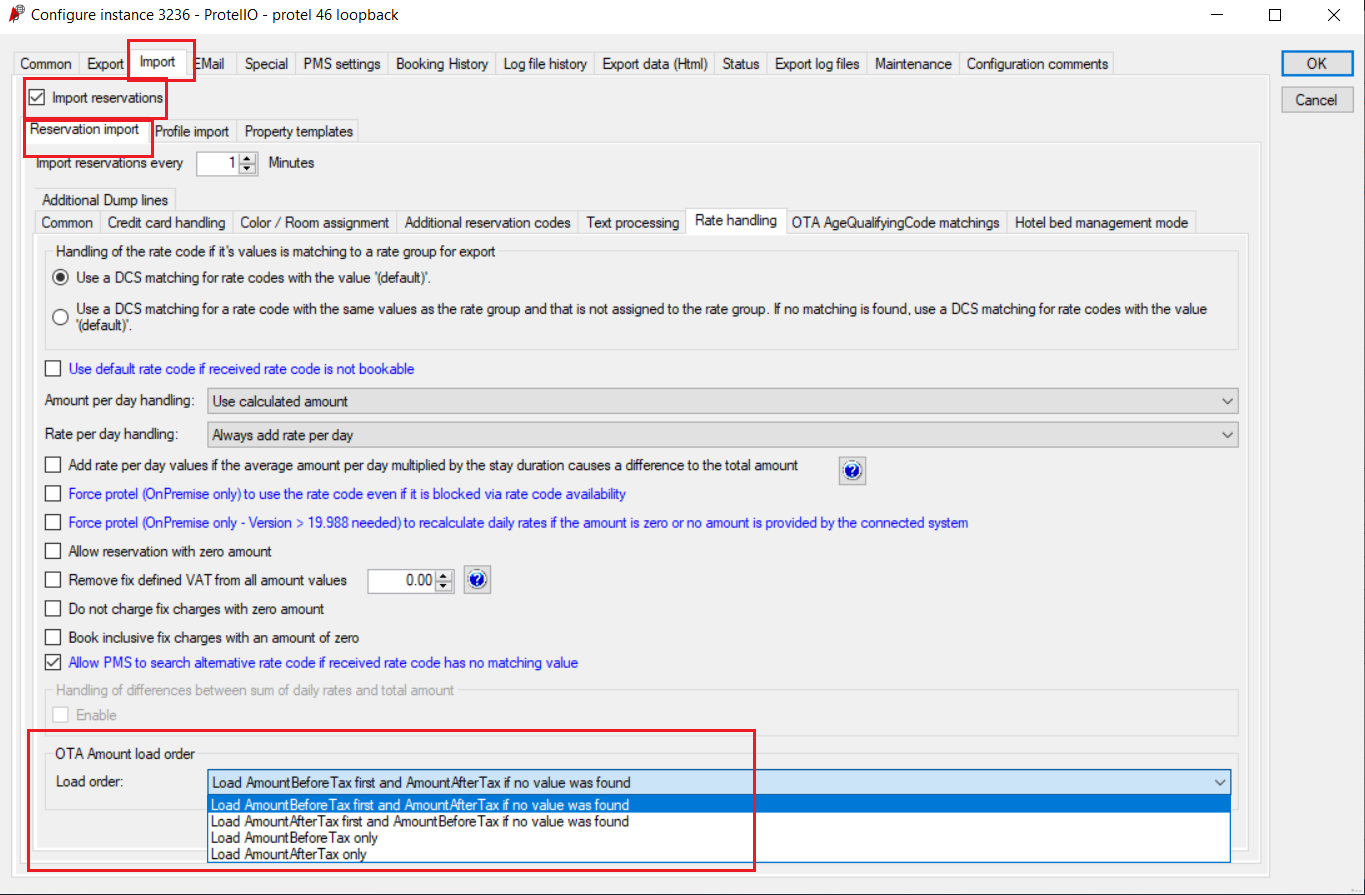 Configure instance 3236 - ProtelIO - protel 46 loopback
Common Export Import EMail Special PMS settings Booking History Log file history Export data (Html) Status Export log files Maintenance Configuration comments
OK
Cancel
Import reservations
Reservation import Profile import Property templates
Import reservations every 1 Minutes
Additional Dump lines
Common Credit card handling Color / Room assignment Additional reservation codes Text processing Rate handling OTA AgeQualifyingCode matchings Hotel bed management mode
Handling of the rate code if it's values is matching to a rate group for export
Use a DCS matching for rate codes with the value '(default)'.
Use a DCS matching for a rate code with the same values as the rate group and that is not assigned to the rate group. If no matching is found, use a DCS matching for rate codes with the value
'(default)'.
Use default rate code if received rate code is not bookable
Amount per day handling: Use calculated amount
Rate per day handling: Always add rate per day
Add rate per day values if the average amount per day multiplied by the stay duration causes a difference to the total amount ?
Force protel (OnPremise only) to use the rate code even if it is blocked via rate code availability
Force protel (OnPremise only - Version > 19.988 needed) to recalculate daily rates if the amount is zero or no amount is provided by the connected system
Allow reservation with zero amount
Remove fix defined VAT from all amount values 0.00 ?
Do not charge fix charges with zero amount
Book inclusive fix charges with an amount of zero
Allow PMS to search alternative rate code if received rate code has no matching value
Handling of differences between sum of daily rates and total amount
Enable
OTA Amount load order
Load order: Load AmountBeforeTax first and AmountAfterTax if no value was found
Load AmountBeforeTax first and AmountAfterTax if no value was found
Load AmountAfterTax first and AmountBeforeTax if no value was found
Load AmountBeforeTax only
Load AmountAfterTax only